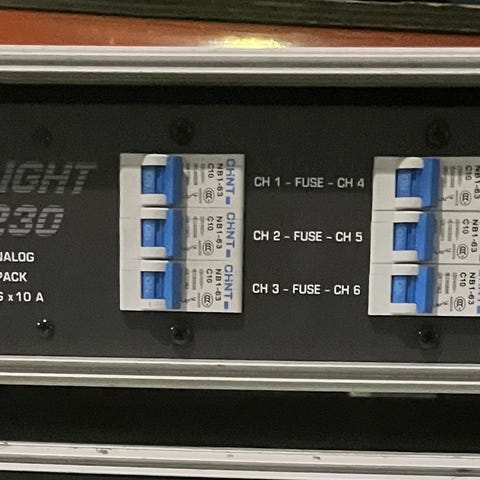 IGHT
230
ANALOG
PACK
6 x 10 A
CHNT
NB1-63
C10
CHNT
NB1-63
C10
CHNT
NB1-63
C10
CH 1 - FUSE - CH 4
CH 2 - FUSE - CH 5
CH 3 - FUSE - CH 6
NB1-63
C10
NB1-63
C10
NB1-63
C10